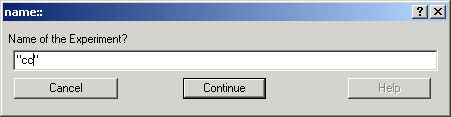 name::
Name of the Experiment?
"cc"
Cancel Continue Help